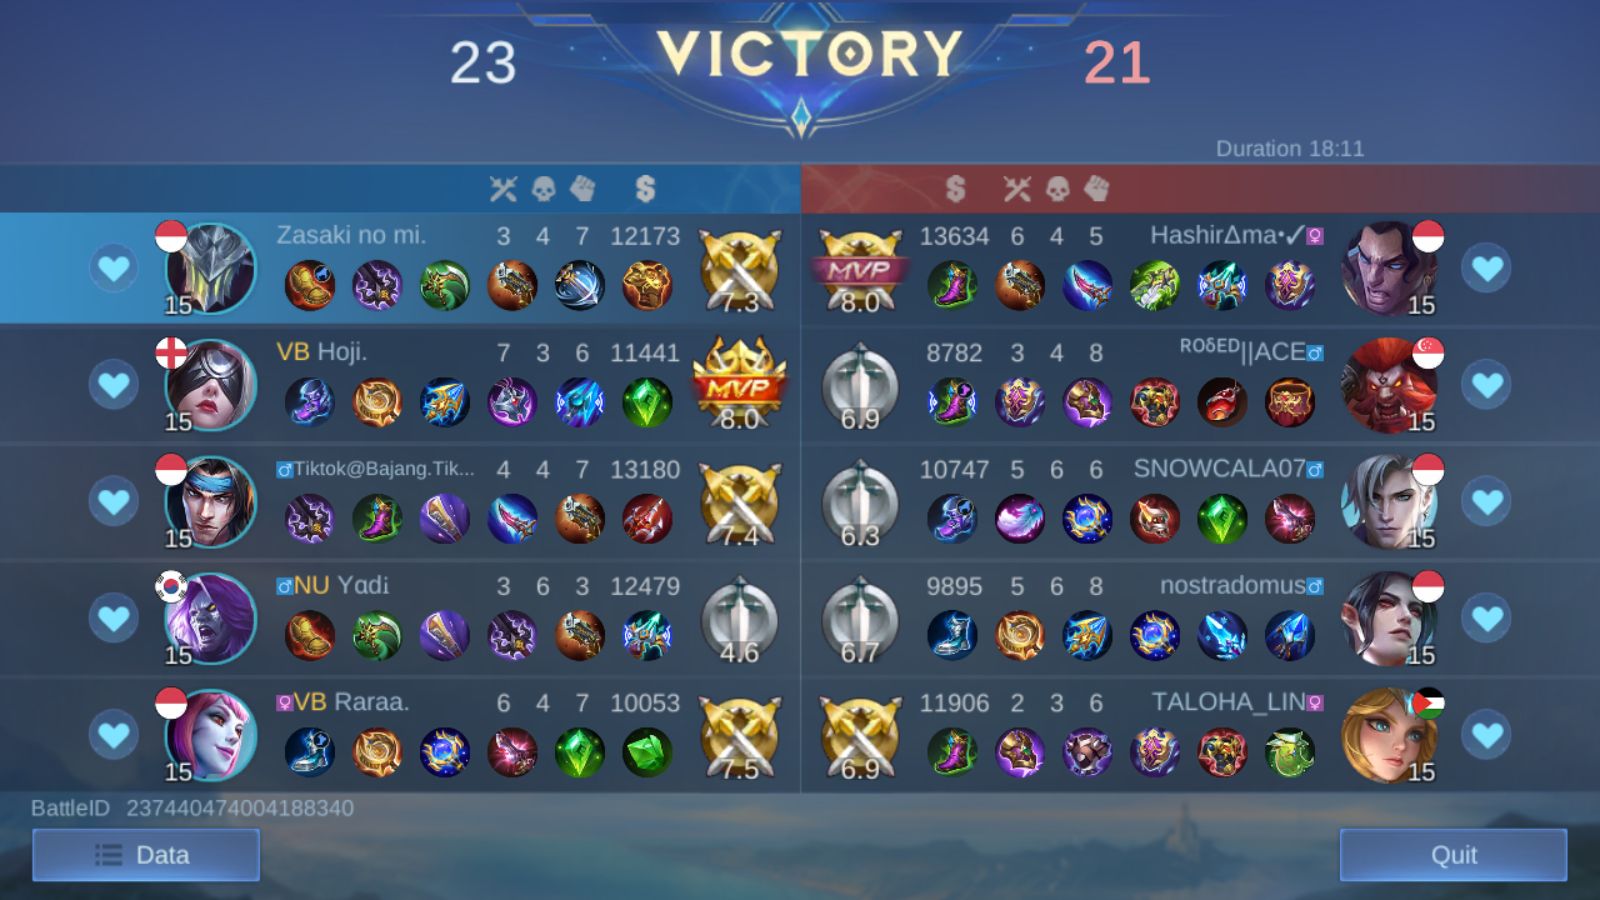 23 VICTORY 21
Duration 18:11
Zasaki no mi. 3 4 7 12173
15 7.3
13634 6 4 5 HashirΔma•✓
MVP 8.0 15
VB Hoji. 7 3 6 11441
15 MVP 8.0
8782 3 4 8 ᴿᴼᵟᴱᴰ||ACE
6.9 15
Tiktok@Bajang.Tik... 4 4 7 13180
15 7.4
10747 5 6 6 SNOWCALA07
6.3 15
NU Yαdi 3 6 3 12479
15 4.6
9895 5 6 8 nostradomus
6.7 15
VB Raraa. 6 4 7 10053
15 7.5
11906 2 3 6 TALOHA_LIN
6.9 15
BattleID 237440474004188340
Data
Quit